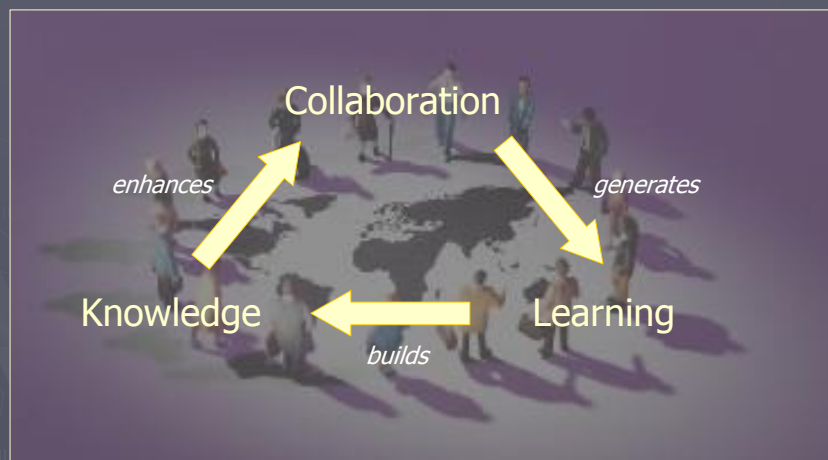 Collaboration
enhances
generates
Knowledge
Learning
builds